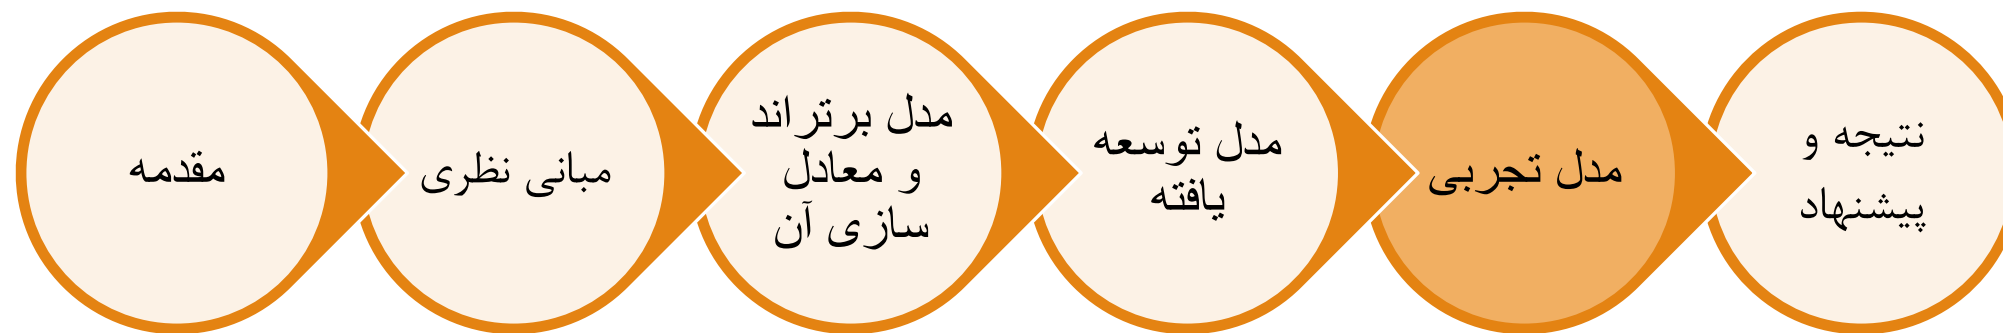 مقدمه
مبانی نظری
مدل برتراند
و معادل
سازی آن
مدل توسعه
یافته
مدل تجربی
نتیجه و
پیشنهاد